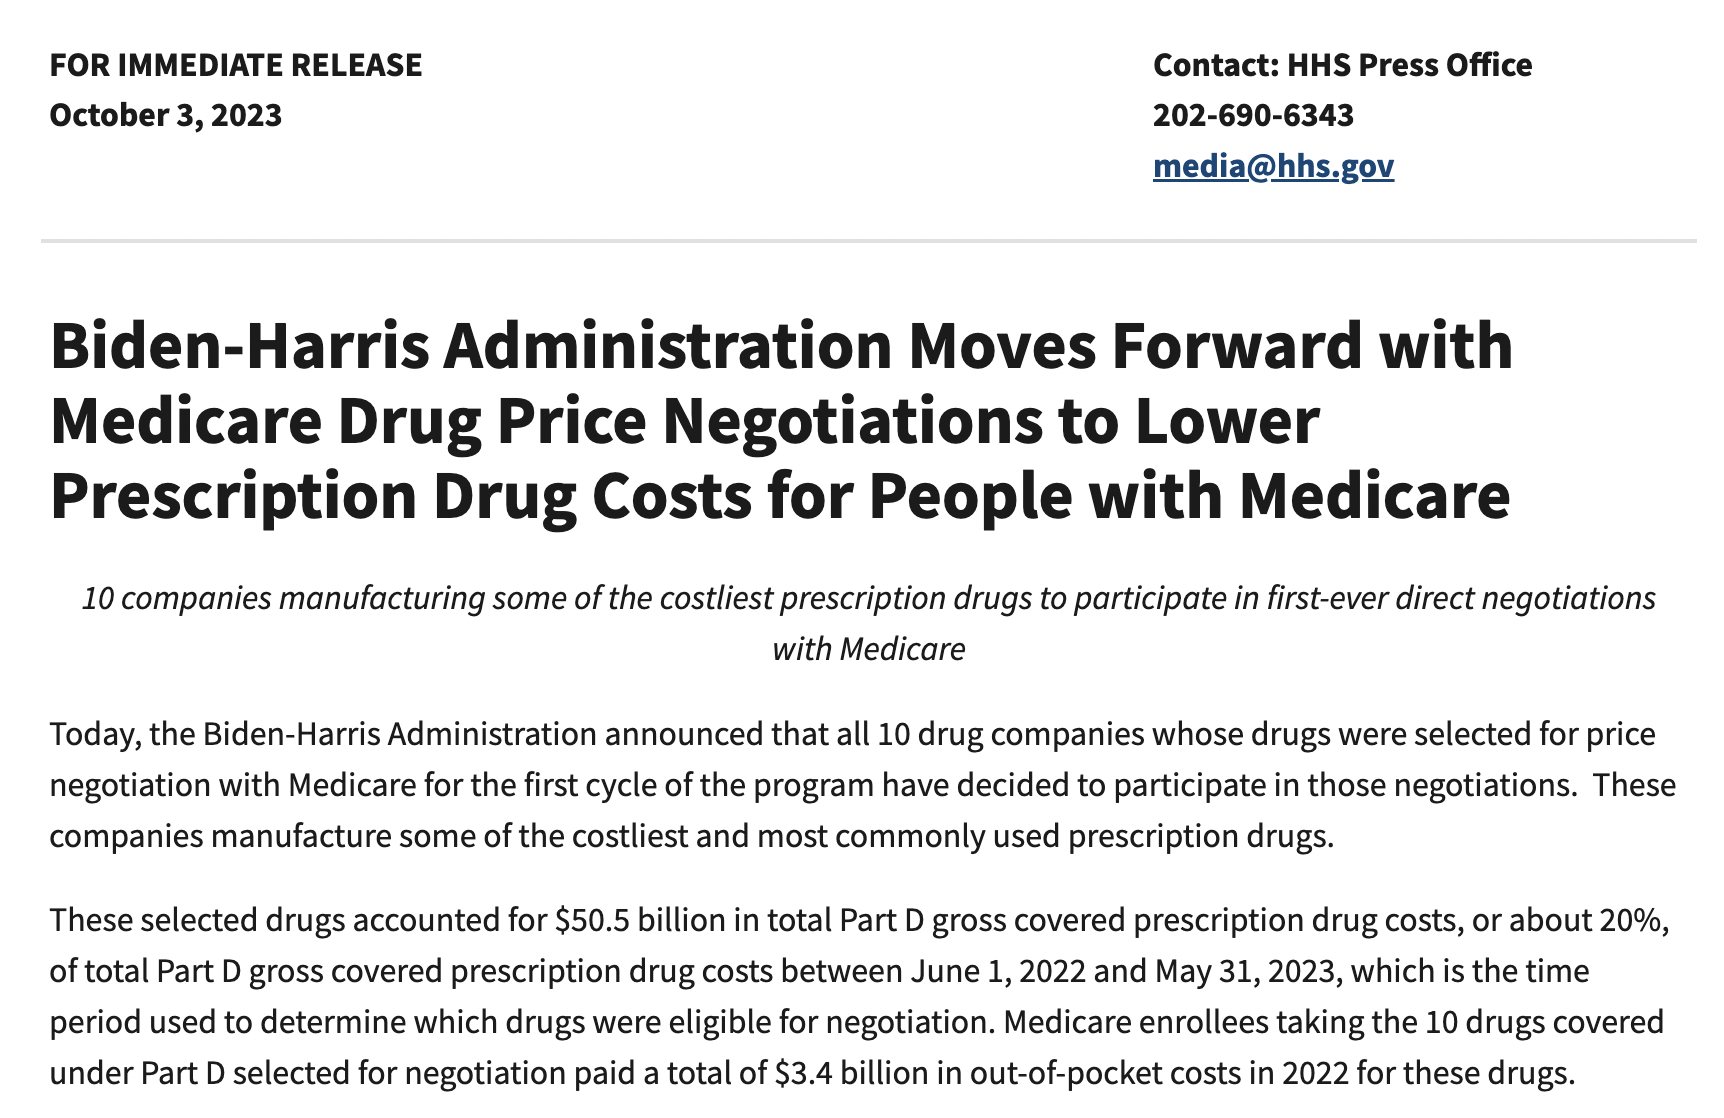 FOR IMMEDIATE RELEASE
October 3, 2023
Contact: HHS Press Office
202-690-6343
media@hhs.gov
Biden-Harris Administration Moves Forward with
Medicare Drug Price Negotiations to Lower
Prescription Drug Costs for People with Medicare
10 companies manufacturing some of the costliest prescription drugs to participate in first-ever direct negotiations
with Medicare
Today, the Biden-Harris Administration announced that all 10 drug companies whose drugs were selected for price
negotiation with Medicare for the first cycle of the program have decided to participate in those negotiations.  These
companies manufacture some of the costliest and most commonly used prescription drugs.
These selected drugs accounted for $50.5 billion in total Part D gross covered prescription drug costs, or about 20%,
of total Part D gross covered prescription drug costs between June 1, 2022 and May 31, 2023, which is the time
period used to determine which drugs were eligible for negotiation. Medicare enrollees taking the 10 drugs covered
under Part D selected for negotiation paid a total of $3.4 billion in out-of-pocket costs in 2022 for these drugs.